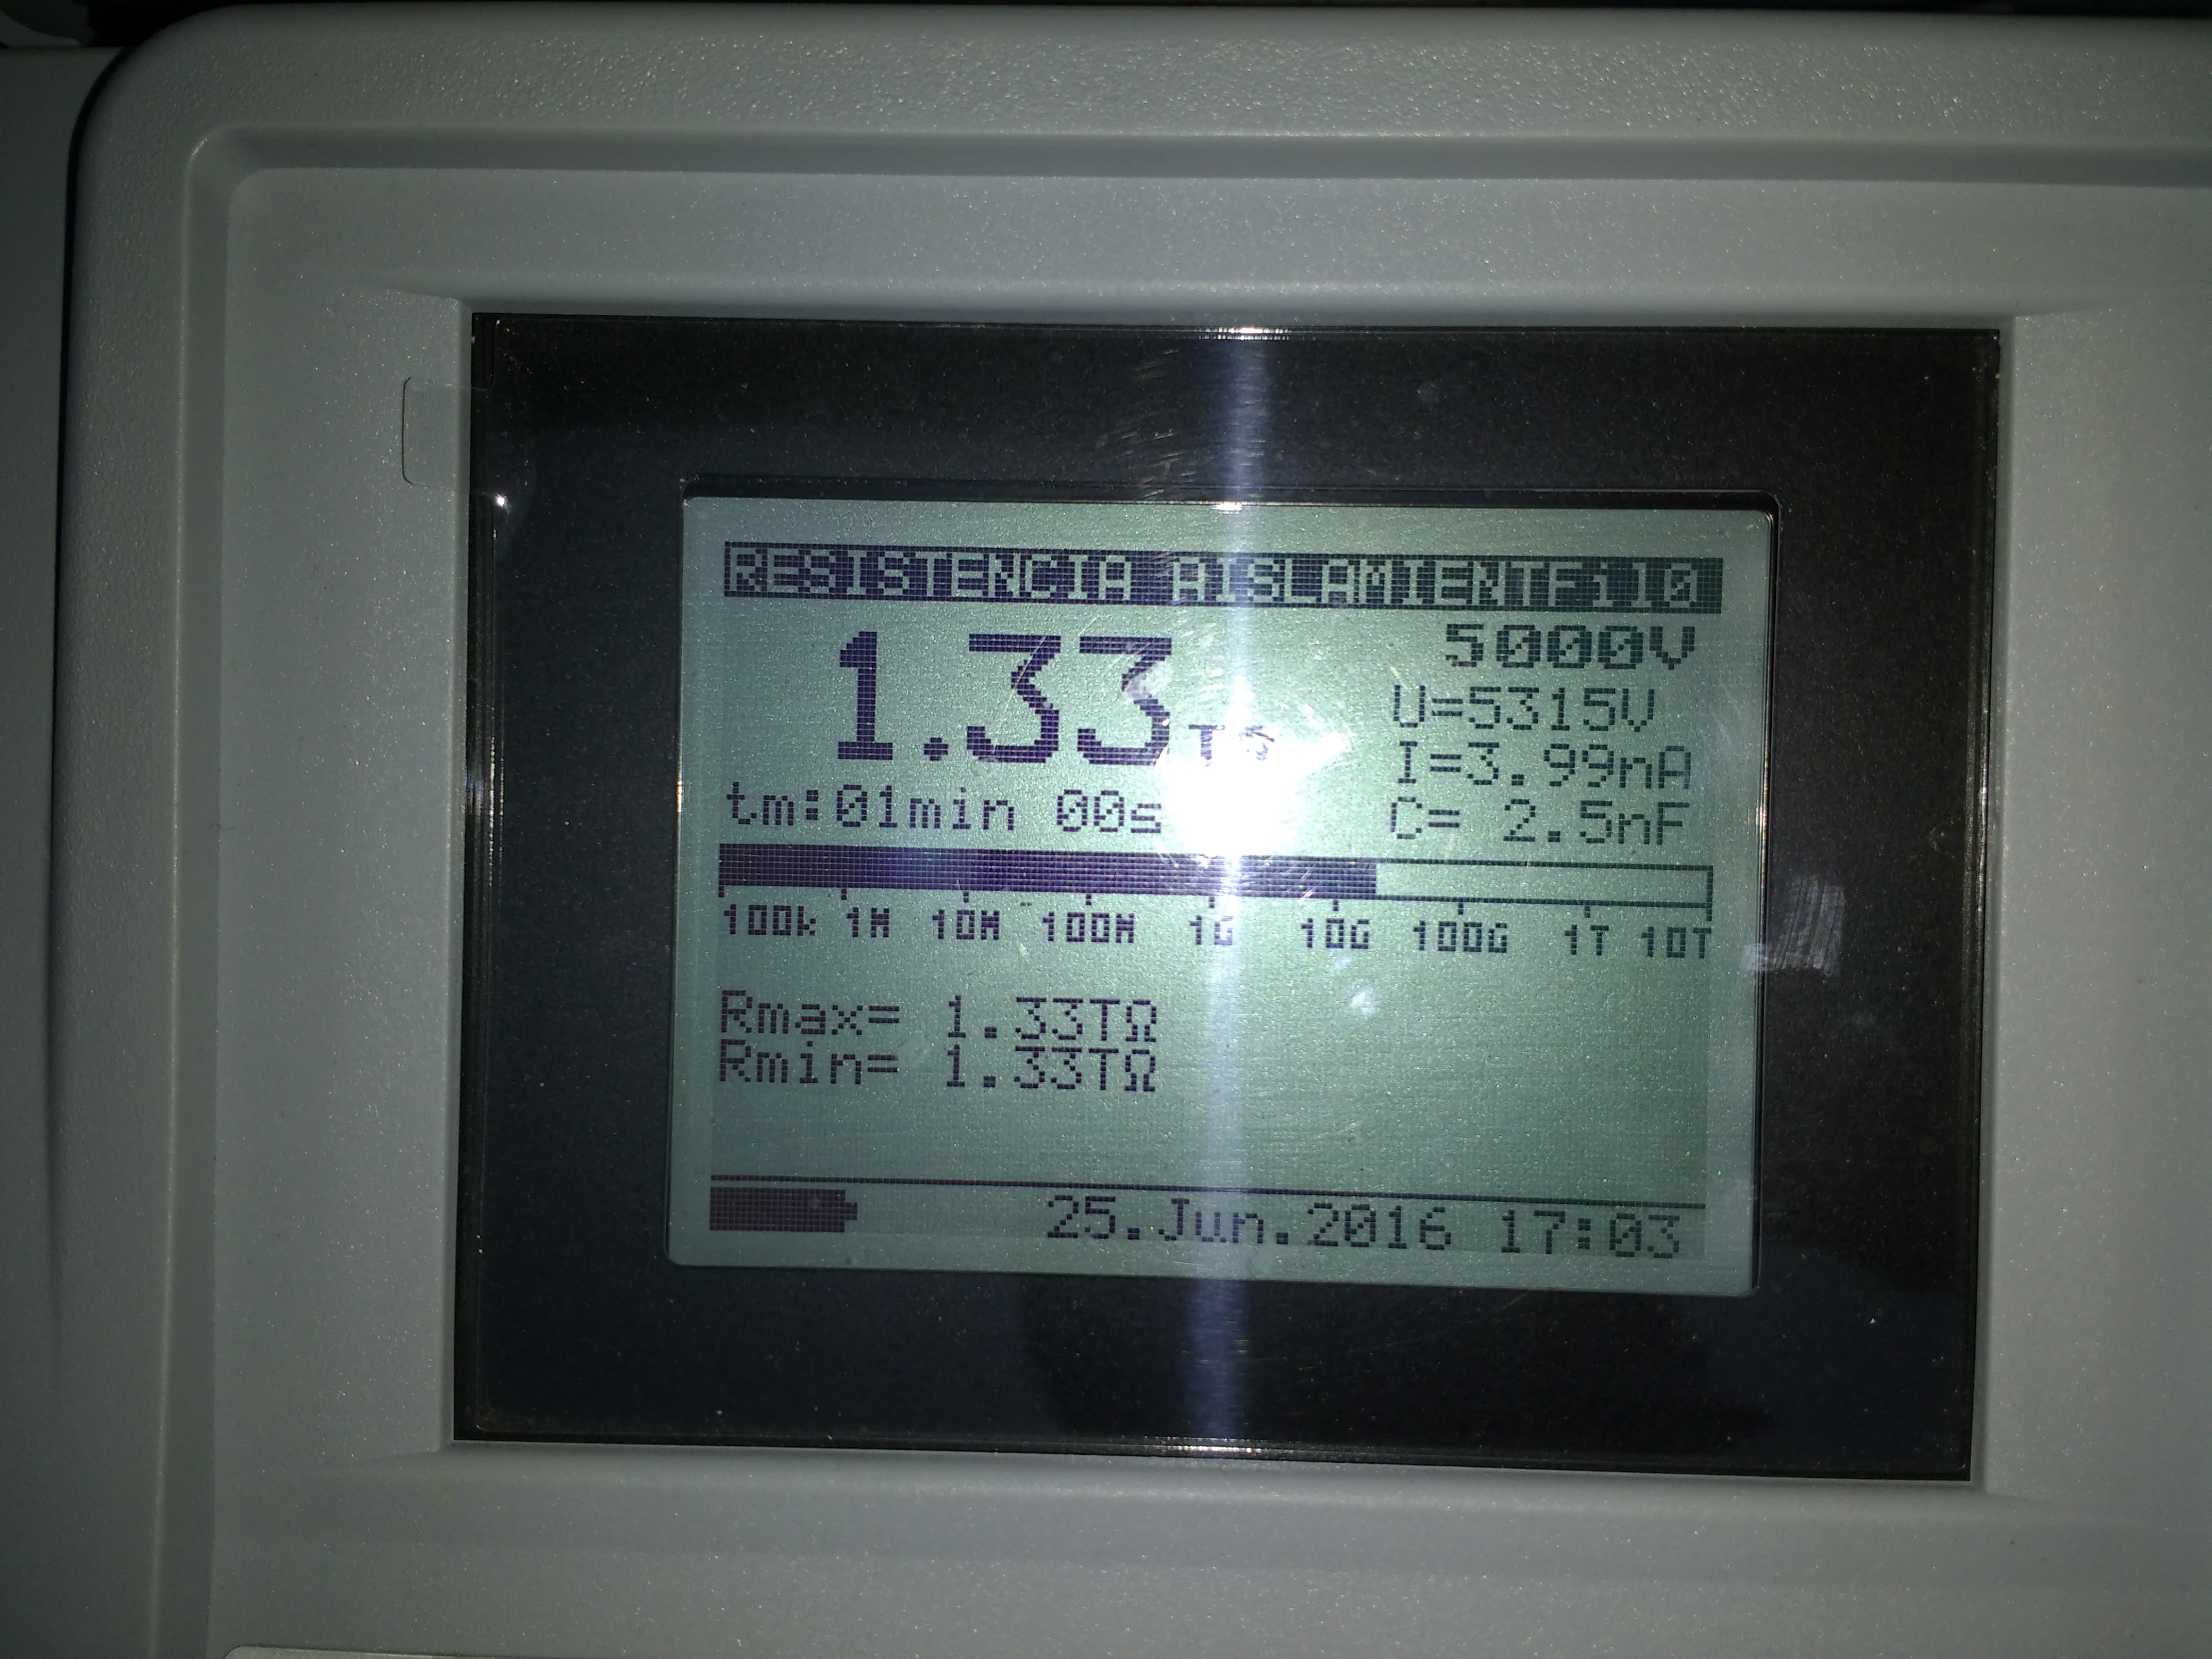 RESISTENCIA AISLAMIENTFil0
1.33
5000V
U=5315V
I=3.99nA
tm:01min 00s
C= 2.5nF
100k 1M 10M 100M 1G 10G 100G 1T 10T
Rmax= 1.33TΩ
Rmin= 1.33TΩ
25.Jun.2016 17:03